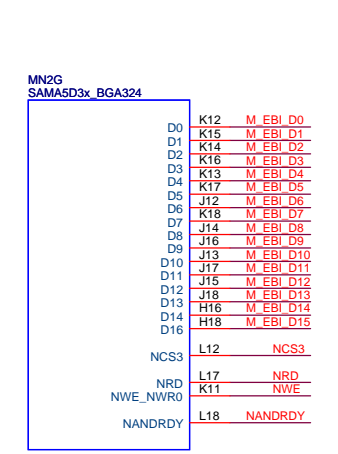 MN2G
SAMA5D3x_BGA324
D0 K12 M_EBI_D0
D1 K15 M_EBI_D1
D2 K14 M_EBI_D2
D3 K16 M_EBI_D3
D4 K13 M_EBI_D4
D5 K17 M_EBI_D5
D6 J12 M_EBI_D6
D7 K18 M_EBI_D7
D8 J14 M_EBI_D8
D9 J16 M_EBI_D9
D10 J13 M_EBI_D10
D11 J17 M_EBI_D11
D12 J15 M_EBI_D12
D13 J18 M_EBI_D13
D14 H16 M_EBI_D14
D16 H18 M_EBI_D15
NCS3 L12 NCS3
NRD L17 NRD
NWE_NWR0 K11 NWE
NANDRDY L18 NANDRDY